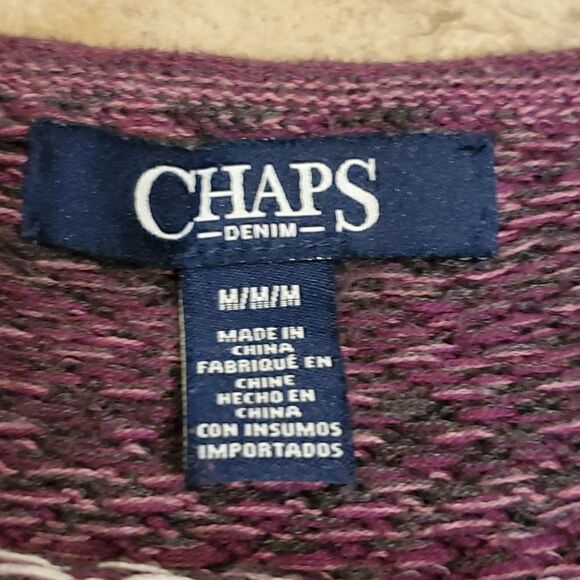 CHAPS
DENIM
M/M/M
MADE IN
CHINA
FABRIQUÉ EN
CHINE
HECHO EN
CHINA
CON INSUMOS
IMPORTADOS